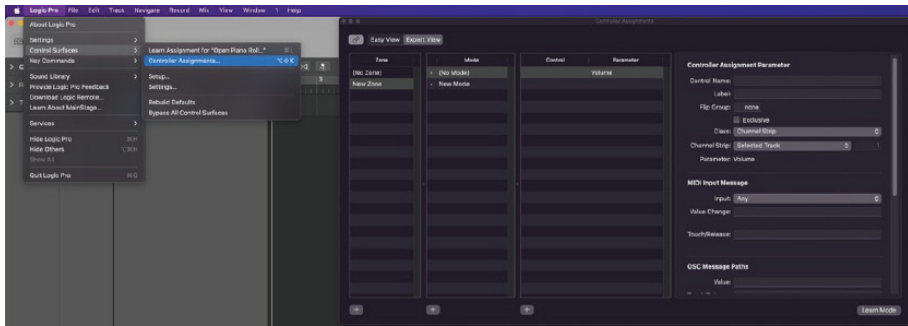 Logic Pro File Edit Track Navigate Record Mix View Window 1 Help
About Logic Pro
Settings
Control Surfaces
Key Commands
Sound Library
Provide Logic Pro Feedback
Download Logic Remote...
Learn About MainStage...
Services
Hide Logic Pro ⌘H
Hide Others ⌥⌘H
Show All
Quit Logic Pro ⌘Q
Learn Assignment for "Open Piano Roll..." ⌘L
Controller Assignments... ⌥⇧K
Setup...
Settings...
Rebuild Defaults
Bypass All Control Surfaces
Controller Assignments
Easy View Expert View
Zone Mode Control Parameter
(No Zone) (No Mode) Volume
New Zone New Mode
Controller Assignment Parameter
Control Name:
Label:
Flip Group: none
Exclusive
Class: Channel Strip
Channel Strip: Selected Track
Parameter: Volume
MIDI Input Message
Input: Any
Value Change:
Touch/Release:
OSC Message Paths
Value:
Learn Mode